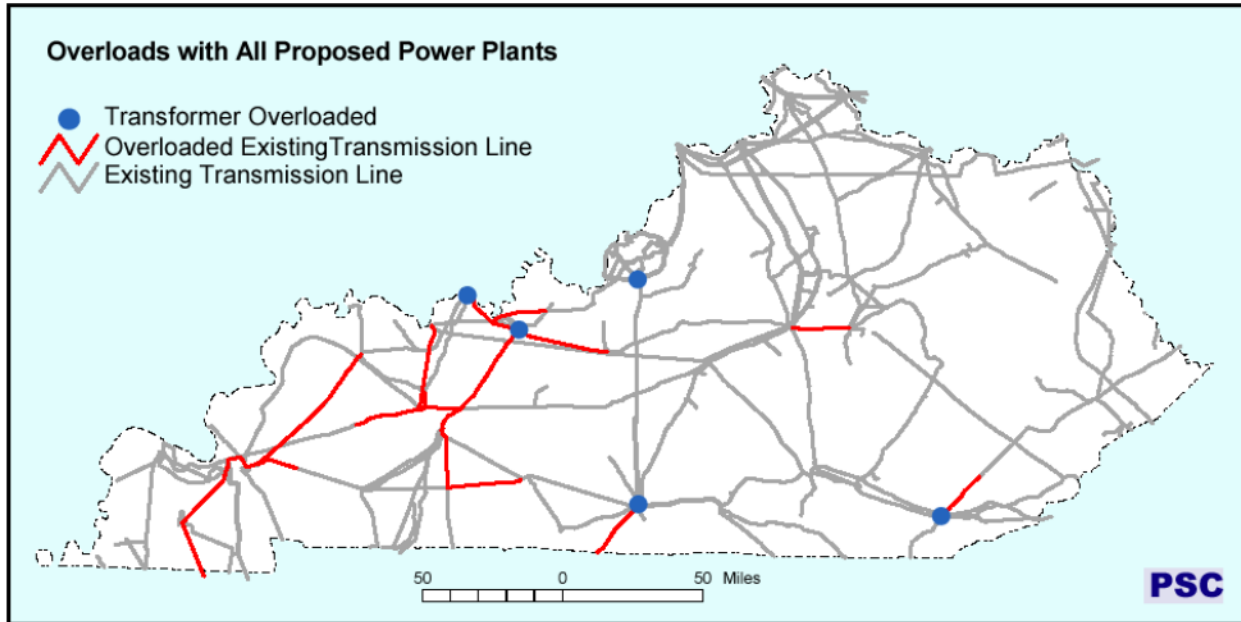 Overloads with All Proposed Power Plants
Transformer Overloaded
Overloaded ExistingTransmission Line
Existing Transmission Line
50 0 50 Miles
PSC